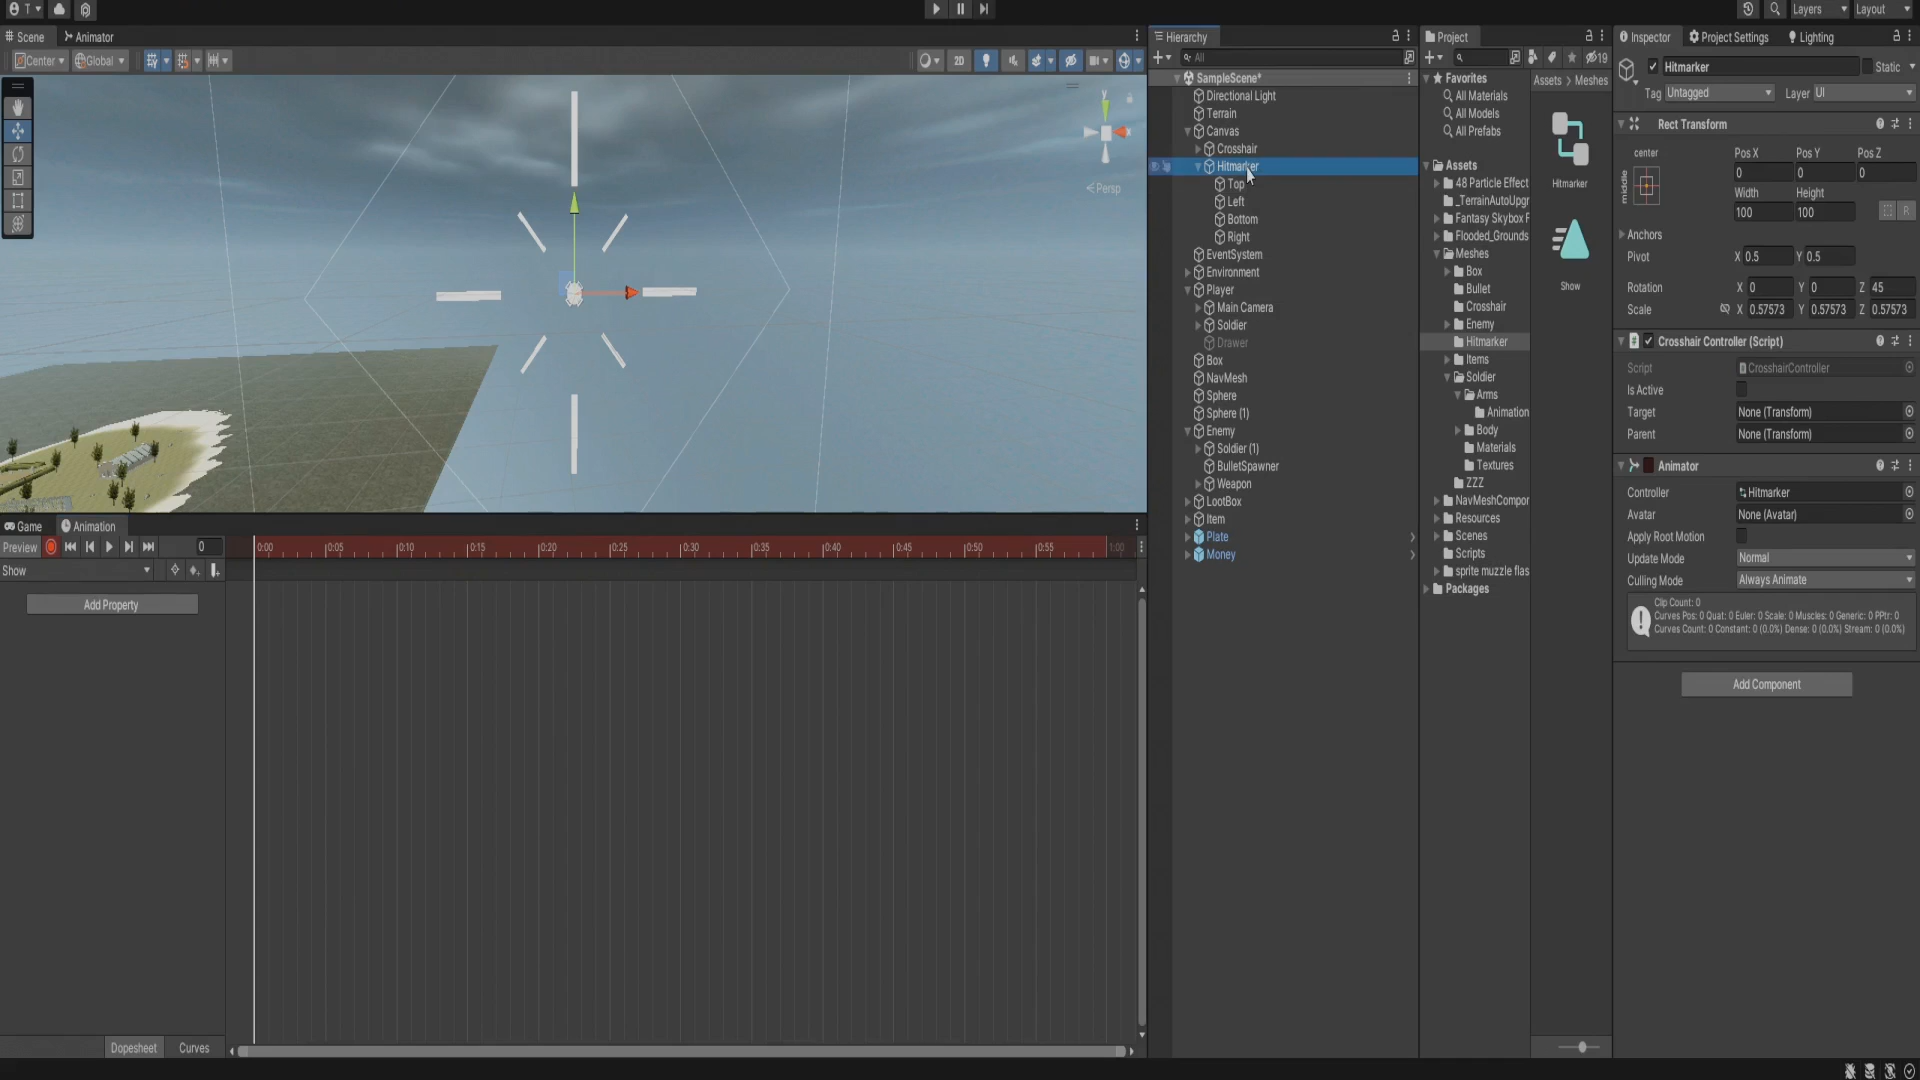 T
Layers
Layout
Scene
Animator
Center
Global
2D
y
x
Persp
Game
Animation
Preview
0
0:00
0:05
0:10
0:15
0:20
0:25
0:30
0:35
0:40
0:45
0:50
0:55
1:00
Show
Add Property
Dopesheet
Curves
Hierarchy
All
SampleScene*
Directional Light
Terrain
Canvas
Crosshair
Hitmarker
Top
Left
Bottom
Right
EventSystem
Environment
Player
Main Camera
Soldier
Drawer
Box
NavMesh
Sphere
Sphere (1)
Enemy
Soldier (1)
BulletSpawner
Weapon
LootBox
Item
Plate
Money
Project
19
Favorites
All Materials
All Models
All Prefabs
Assets
48 Particle Effect
_TerrainAutoUpgr
Fantasy Skybox F
Flooded_Grounds
Meshes
Box
Bullet
Crosshair
Enemy
Hitmarker
Items
Soldier
Arms
Animation
Body
Materials
Textures
ZZZ
NavMeshCompor
Resources
Scenes
Scripts
sprite muzzle flas
Packages
Assets > Meshes
Hitmarker
Show
Inspector
Project Settings
Lighting
Hitmarker
Static
Tag Untagged
Layer UI
Rect Transform
center
middle
Pos X Pos Y Pos Z
0 0 0
Width Height
100 100
R
Anchors
Pivot X 0.5 Y 0.5
Rotation X 0 Y 0 Z 45
Scale X 0.57573 Y 0.57573 Z 0.57573
Crosshair Controller (Script)
Script CrosshairController
Is Active
Target None (Transform)
Parent None (Transform)
Animator
Controller Hitmarker
Avatar None (Avatar)
Apply Root Motion
Update Mode Normal
Culling Mode Always Animate
Clip Count: 0
Curves Pos: 0 Quat: 0 Euler: 0 Scale: 0 Muscles: 0 Generic: 0 PPtr: 0
Curves Count: 0 Constant: 0 (0.0%) Dense: 0 (0.0%) Stream: 0 (0.0%)
Add Component